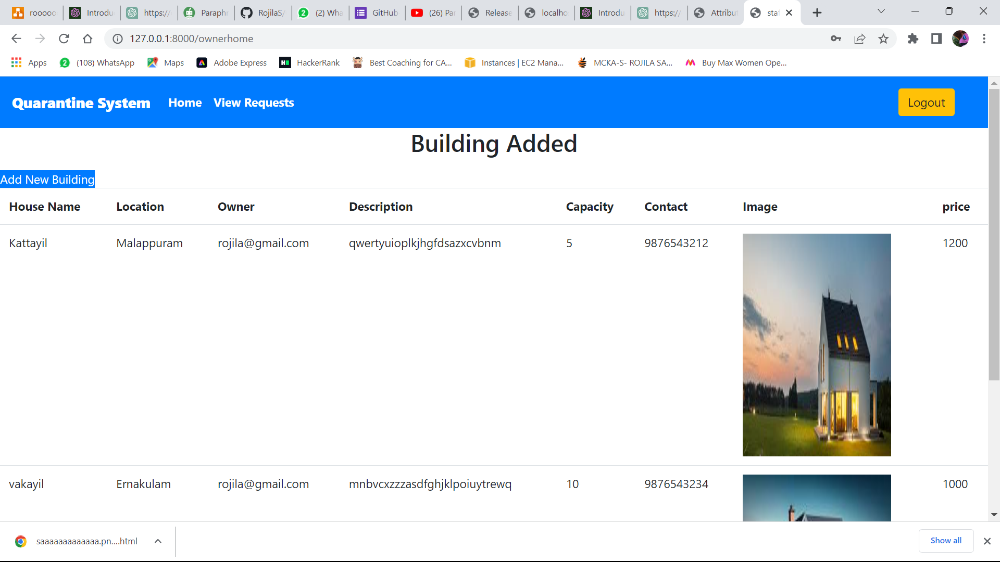 rooooo
Introdu
https://
Paraphr
RojilaS/
(2) Wha
GitHub
(26) Pa
Release
localho
Introdu
https://
Attribut
sta
127.0.0.1:8000/ownerhome
Apps
(108) WhatsApp
Maps
Adobe Express
HackerRank
Best Coaching for CA...
Instances | EC2 Mana...
MCKA-S- ROJILA SA...
Buy Max Women Ope...
Quarantine System Home View Requests Logout
Building Added
Add New Building
House Name Location Owner Description Capacity Contact Image price
Kattayil Malappuram rojila@gmail.com qwertyuioplkjhgfdsazxcvbnm 5 9876543212 1200
vakayil Ernakulam rojila@gmail.com mnbvcxzzzasdfghjklpoiuytrewq 10 9876543234 1000
saaaaaaaaaaaaa.pn....html
Show all